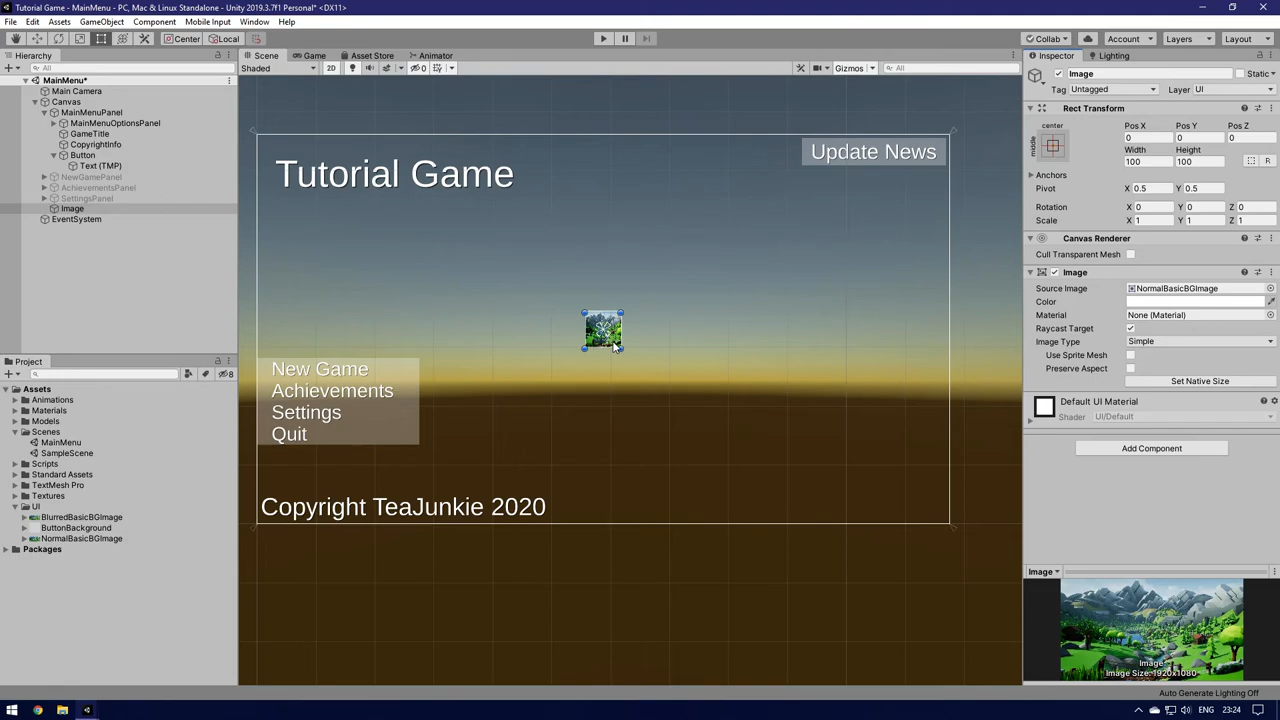 Tutorial Game - MainMenu - PC, Mac & Linux Standalone - Unity 2019.3.7f1 Personal* <DX11>
File Edit Assets GameObject Component Mobile Input Window Help
Center Local Collab Account Layers Layout
Hierarchy
All
MainMenu*
Main Camera
Canvas
MainMenuPanel
MainMenuOptionsPanel
GameTitle
CopyrightInfo
Button
Text (TMP)
NewGamePanel
AchievementsPanel
SettingsPanel
Image
EventSystem
Project
8
Assets
Animations
Materials
Models
Scenes
MainMenu
SampleScene
Scripts
Standard Assets
TextMesh Pro
Textures
UI
BlurredBasicBGImage
ButtonBackground
NormalBasicBGImage
Packages
Scene Game Asset Store Animator
Shaded 2D 0 Gizmos All
Tutorial Game
Update News
New Game
Achievements
Settings
Quit
Copyright TeaJunkie 2020
Inspector Lighting
Image Static
Tag Untagged Layer UI
Rect Transform
center Pos X Pos Y Pos Z
middle 0 0 0
Width Height
100 100 R
Anchors
Pivot X 0.5 Y 0.5
Rotation X 0 Y 0 Z 0
Scale X 1 Y 1 Z 1
Canvas Renderer
Cull Transparent Mesh
Image
Source Image NormalBasicBGImage
Color
Material None (Material)
Raycast Target
Image Type Simple
Use Sprite Mesh
Preserve Aspect
Set Native Size
Default UI Material
Shader UI/Default
Add Component
Image
Image
Image Size: 1920x1080
Auto Generate Lighting Off
23:24